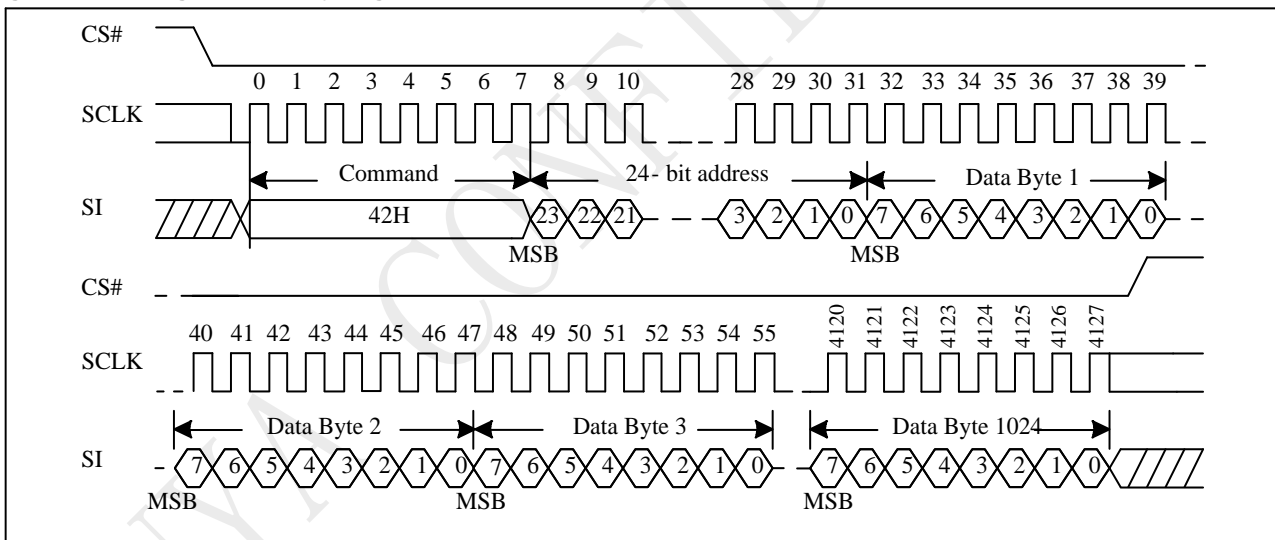 CS#
0 1 2 3 4 5 6 7 8 9 10 28 29 30 31 32 33 34 35 36 37 38 39
SCLK
Command 24- bit address Data Byte 1
SI 42H 23 22 21 3 2 1 0 7 6 5 4 3 2 1 0
MSB MSB
CS#
40 41 42 43 44 45 46 47 48 49 50 51 52 53 54 55 4120 4121 4122 4123 4124 4125 4126 4127
SCLK
Data Byte 2 Data Byte 3 Data Byte 1024
SI 7 6 5 4 3 2 1 0 7 6 5 4 3 2 1 0 7 6 5 4 3 2 1 0
MSB MSB MSB